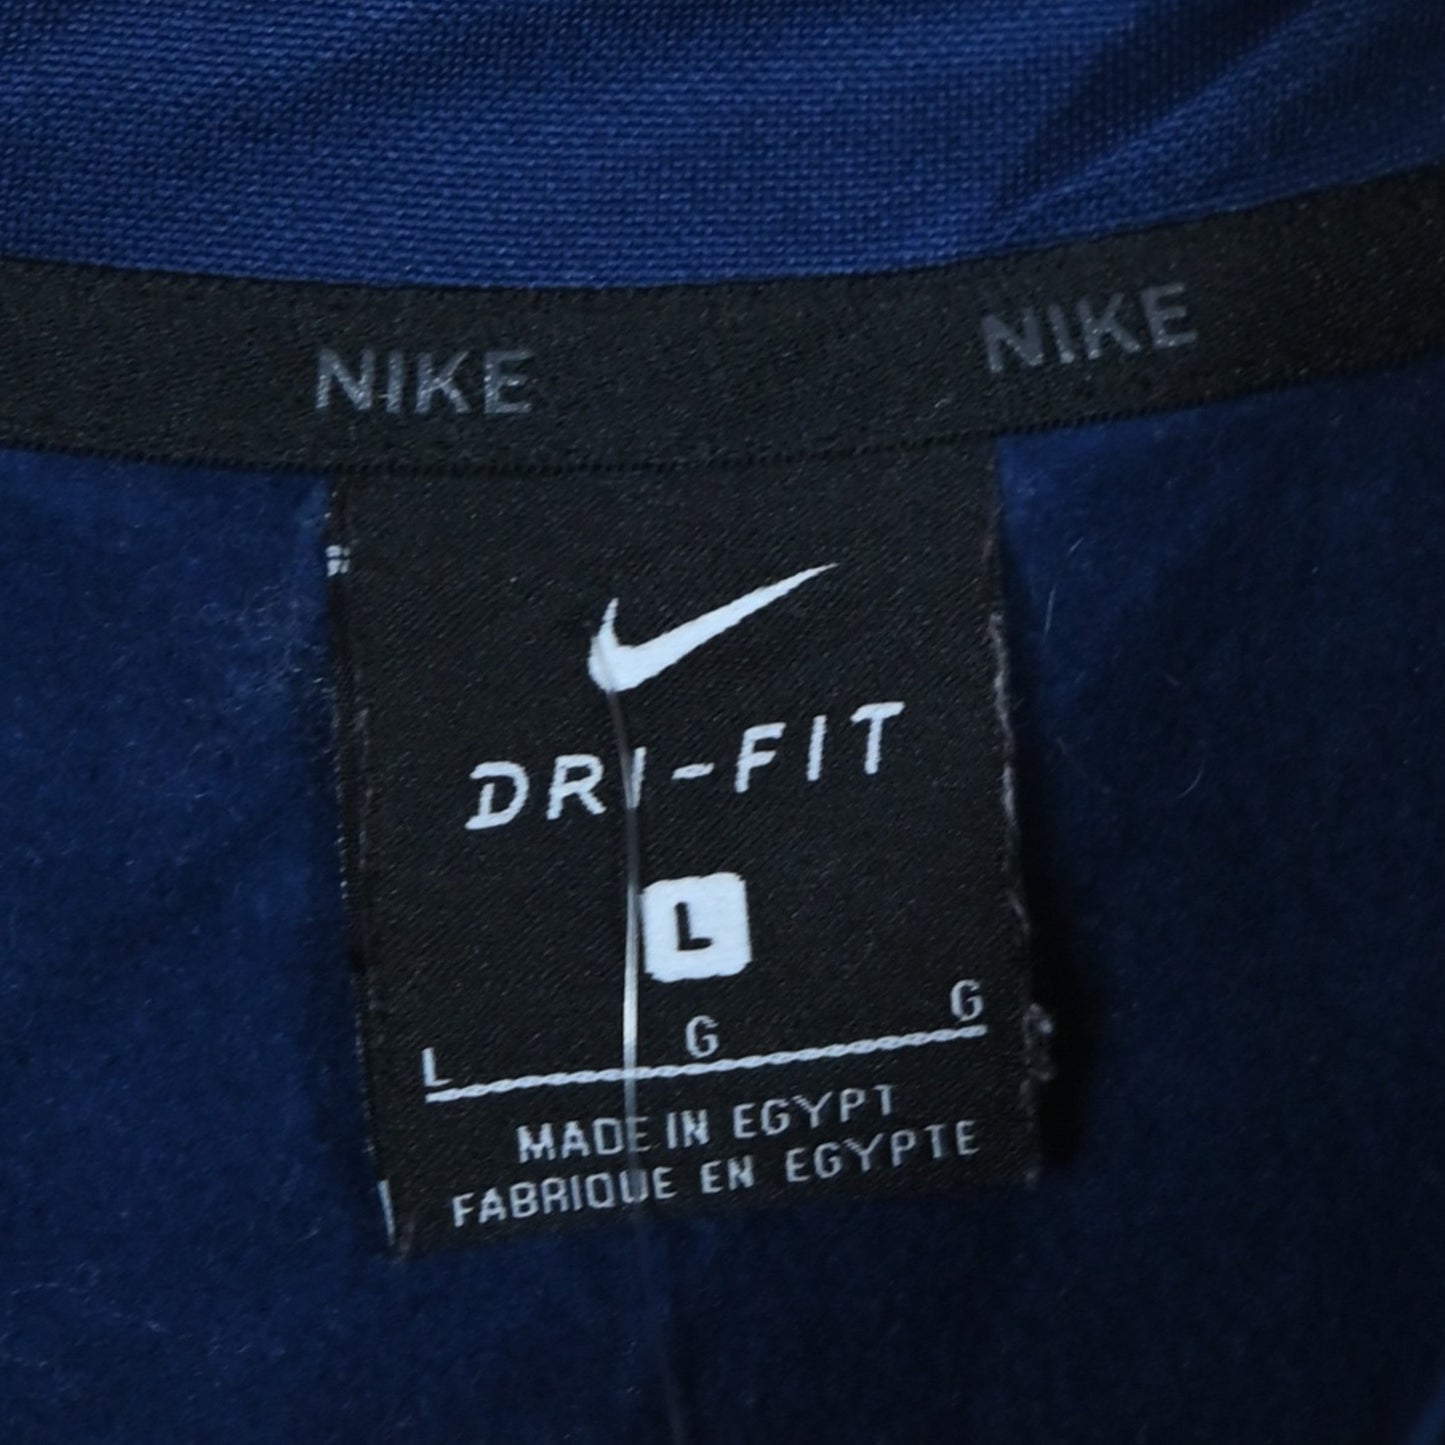 NIKE NIKE
DRI-FIT
L
L G G
MADE IN EGYPT
FABRIQUE EN EGYPTE